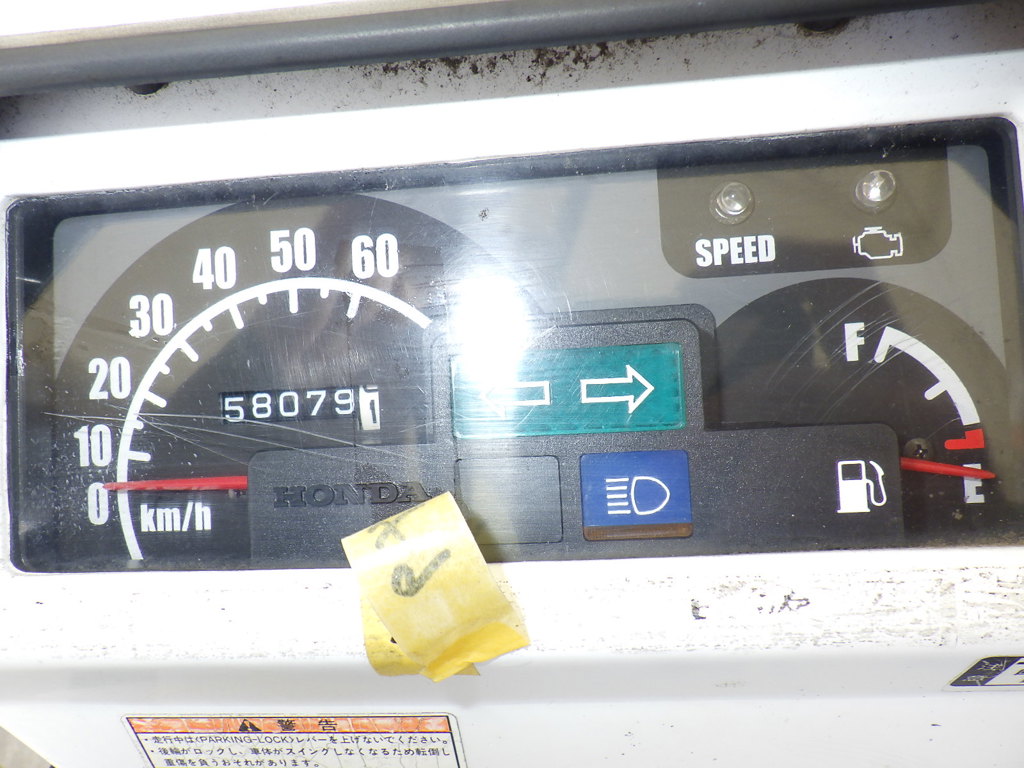 SPEED
60
50
40
30
20
10
0
km/h
580791
HONDA
F
E
警告
・走行中は〈PARKING-LOCK〉レバーを上げないでください。
・後輪がロックし、車体がスイングしなくなるため転倒し
重傷を負うおそれがあります。